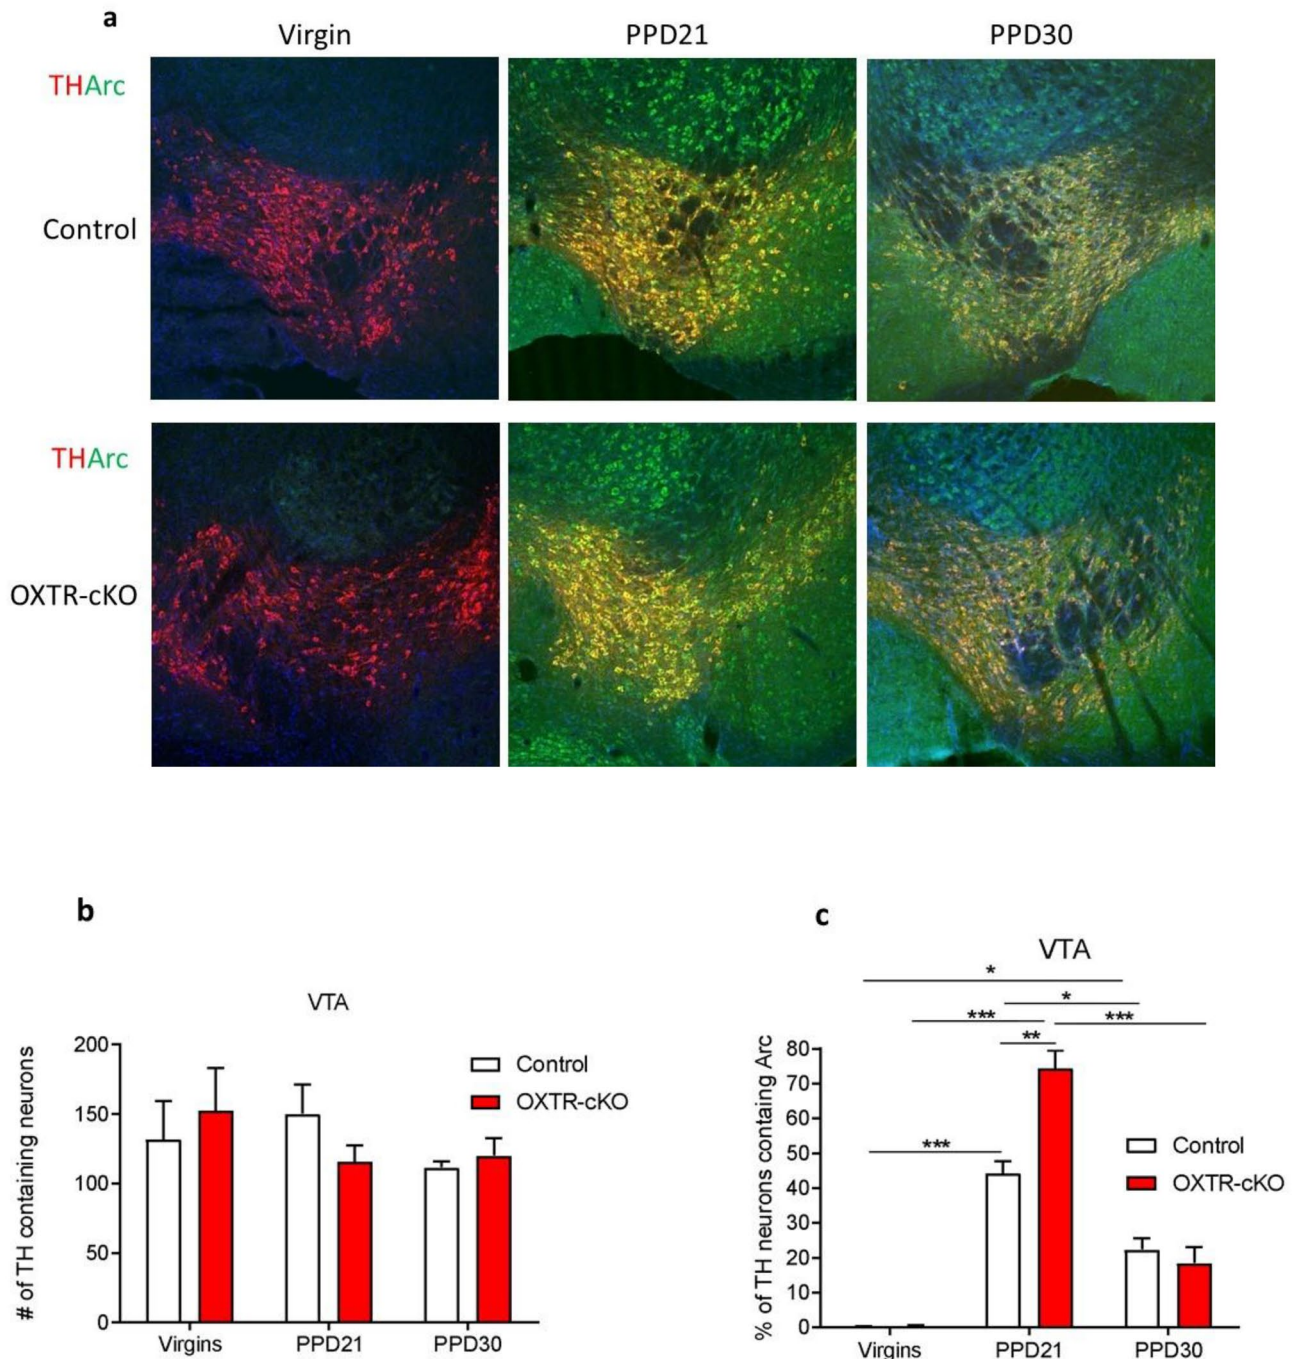 a
Virgin PPD21 PPD30
THArc
Control
THArc
OXTR-cKO
b
VTA
# of TH containing neurons
200
150
100
50
0
Control
OXTR-cKO
Virgins PPD21 PPD30
c
VTA
*
*
*** ***
**
***
% of TH neurons containg Arc
80
70
60
50
40
30
20
10
0
Control
OXTR-cKO
Virgins PPD21 PPD30